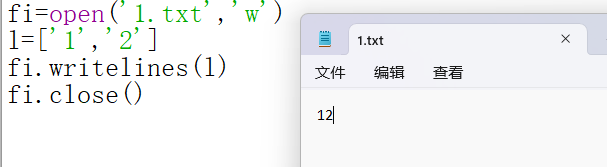 fi=open('1.txt','w')
l=['1','2']
fi.writelines(l)
fi.close()
1.txt
文件 编辑 查看
12